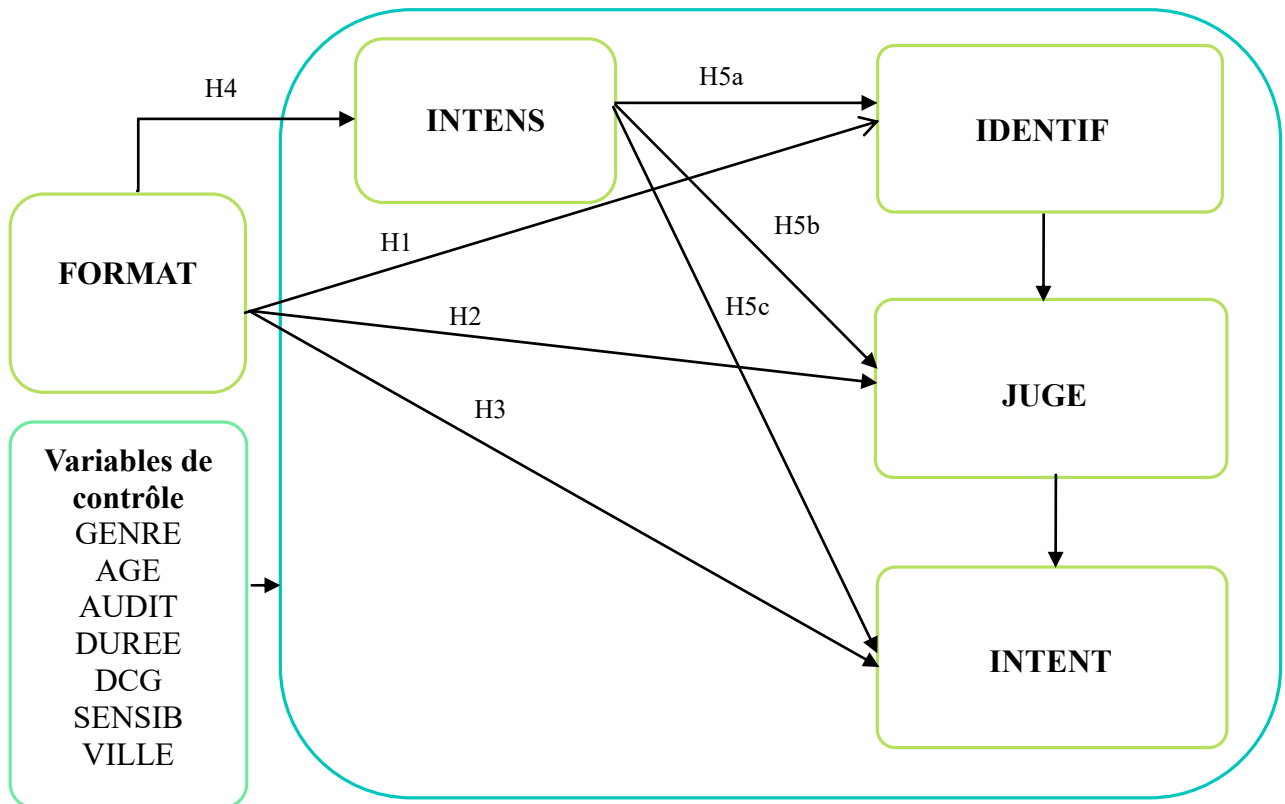 H4
INTENS
H5a
IDENTIF
FORMAT
H1
H5b
H2
H5c
JUGE
H3
Variables de
contrôle
GENRE
AGE
AUDIT
DUREE
DCG
SENSIB
VILLE
INTENT